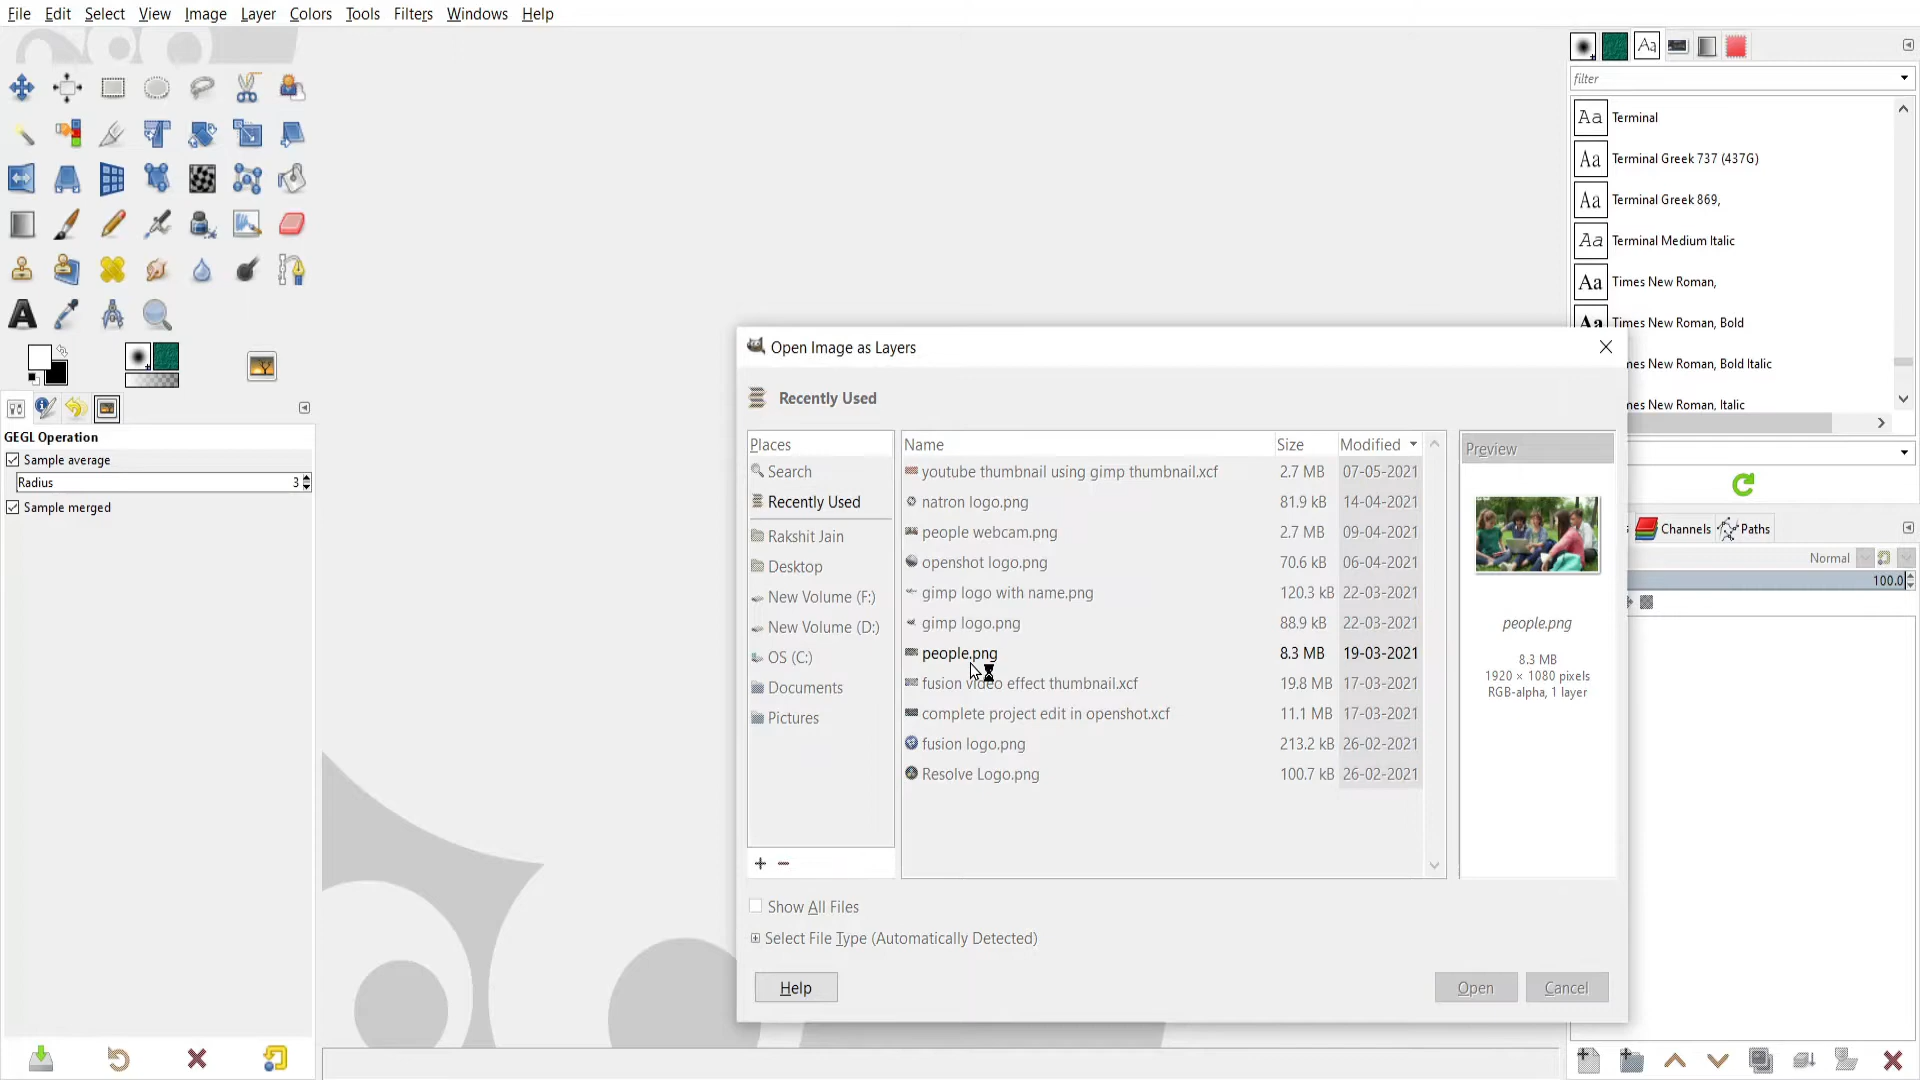 File Edit Select View Image Layer Colors Tools Filters Windows Help
filter
Aa Terminal
Aa Terminal Greek 737 (437G)
Aa Terminal Greek 869,
Aa Terminal Medium Italic
Aa Times New Roman,
Aa Times New Roman, Bold
mes New Roman, Bold Italic
mes New Roman, Italic
GEGL Operation
Sample average
Radius 3
Sample merged
Open Image as Layers
Recently Used
Places
Search
Recently Used
Rakshit Jain
Desktop
New Volume (F:)
New Volume (D:)
OS (C:)
Documents
Pictures
Name Size Modified
youtube thumbnail using gimp thumbnail.xcf 2.7 MB 07-05-2021
natron logo.png 81.9 kB 14-04-2021
people webcam.png 2.7 MB 09-04-2021
openshot logo.png 70.6 kB 06-04-2021
gimp logo with name.png 120.3 kB 22-03-2021
gimp logo.png 88.9 kB 22-03-2021
people.png 8.3 MB 19-03-2021
fusion video effect thumbnail.xcf 19.8 MB 17-03-2021
complete project edit in openshot.xcf 11.1 MB 17-03-2021
fusion logo.png 213.2 kB 26-02-2021
Resolve Logo.png 100.7 kB 26-02-2021
Preview
people.png
8.3 MB
1920 × 1080 pixels
RGB-alpha, 1 layer
Show All Files
Select File Type (Automatically Detected)
Help
Open
Cancel
Channels Paths
Normal
100.0